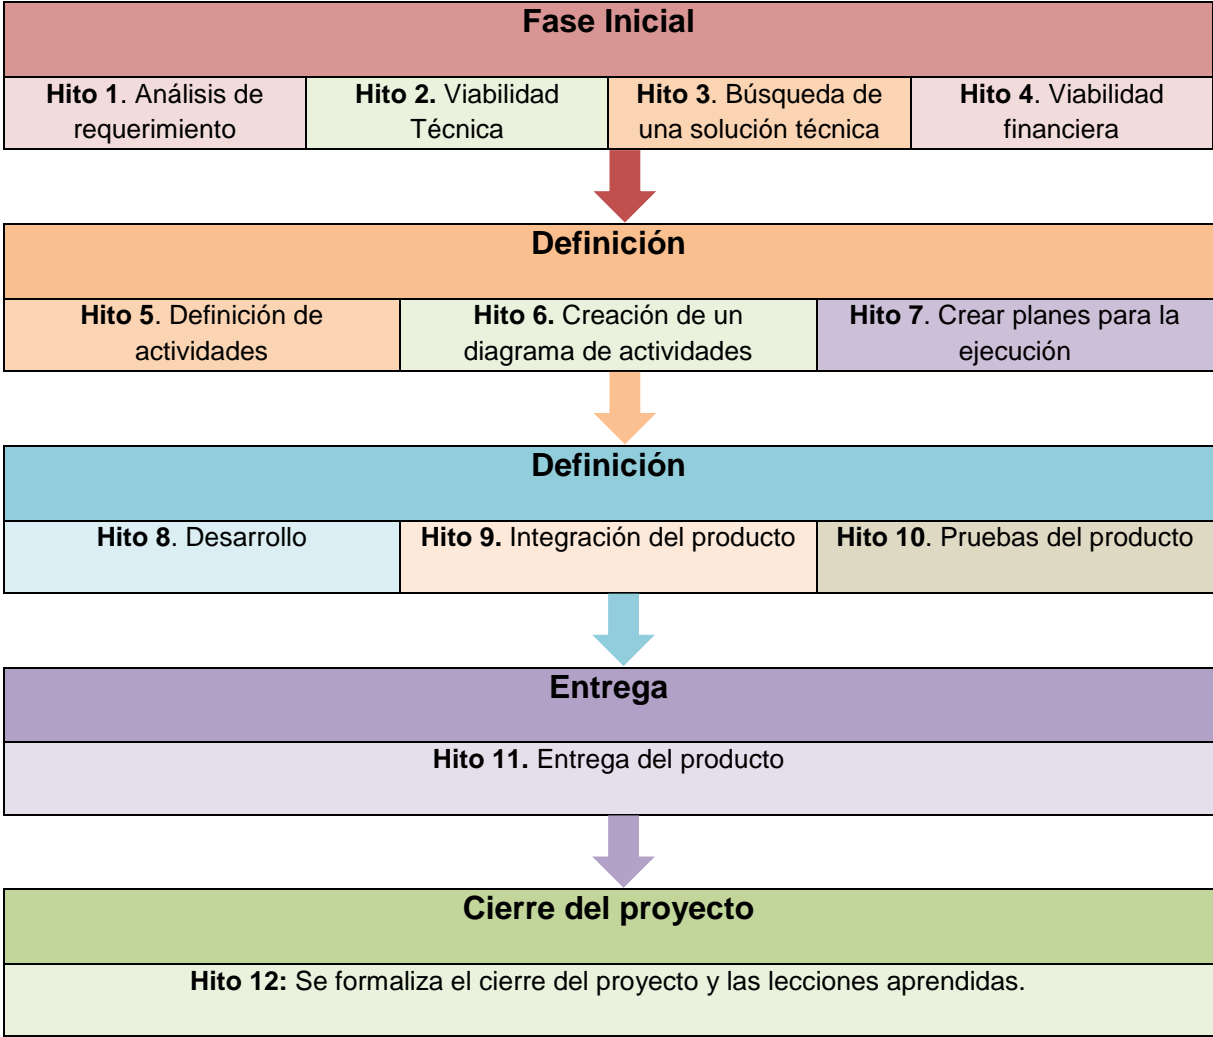 Fase Inicial
Hito 1. Análisis de
requerimiento
Hito 2. Viabilidad
Técnica
Hito 3. Búsqueda de
una solución técnica
Hito 4. Viabilidad
financiera
Definición
Hito 5. Definición de
actividades
Hito 6. Creación de un
diagrama de actividades
Hito 7. Crear planes para la
ejecución
Definición
Hito 8. Desarrollo
Hito 9. Integración del producto
Hito 10. Pruebas del producto
Entrega
Hito 11. Entrega del producto
Cierre del proyecto
Hito 12: Se formaliza el cierre del proyecto y las lecciones aprendidas.